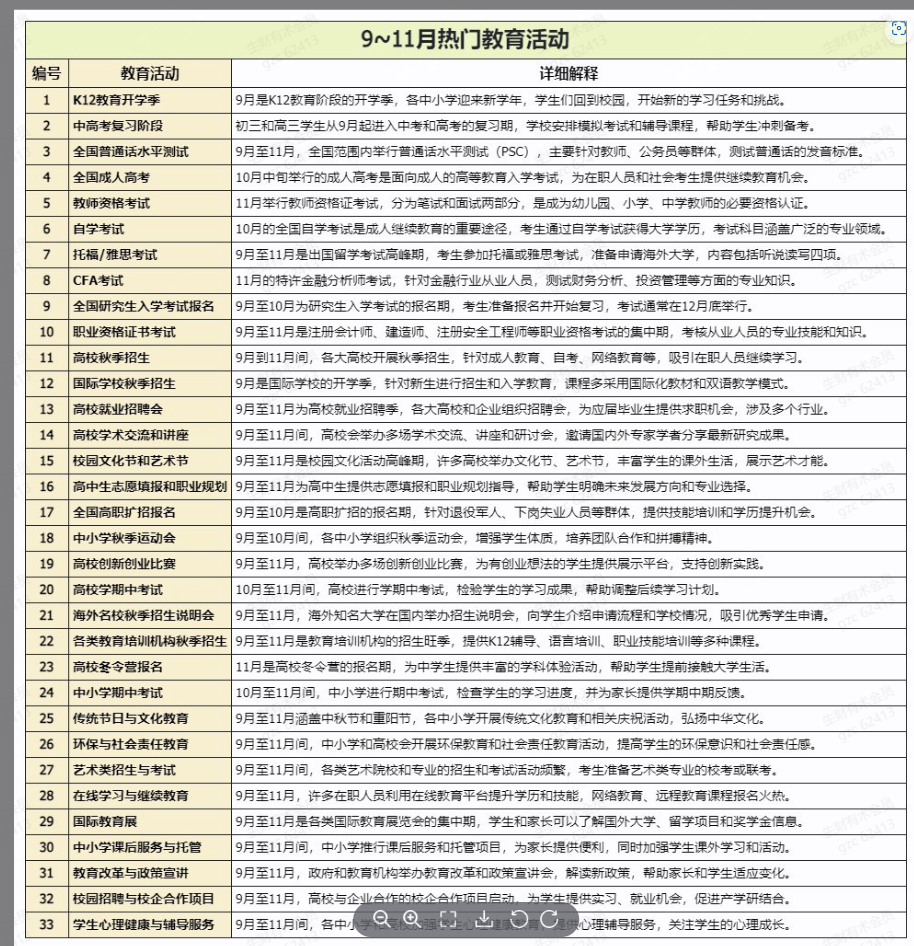 9~11月热门教育活动
编号 教育活动 详细解释
1 K12教育开学季 9月是K12教育阶段的开学季，各中小学迎来新学年，学生们回到校园，开始新的学习任务和挑战。
2 中高考复习阶段 初三和高三学生从9月起进入中考和高考的复习期，学校安排模拟考试和辅导课程，帮助学生冲刺备考。
3 全国普通话水平测试 9月至11月，全国范围内举行普通话水平测试（PSC），主要针对教师、公务员等群体，测试普通话的发音标准。
4 全国成人高考 10月中旬举行的成人高考是面向成人的高等教育入学考试，为在职人员和社会考生提供继续教育机会。
5 教师资格考试 11月举行教师资格证考试，分为笔试和面试两部分，是成为幼儿园、小学、中学教师的必要资格认证。
6 自学考试 10月的全国自学考试是成人继续教育的重要途径，考生通过自学考试获得大学学历，考试科目涵盖广泛的专业领域。
7 托福/雅思考试 9月至11月是出国留学考试高峰期，考生参加托福或雅思考试，准备申请海外大学，内容包括听说读写四项。
8 CFA考试 11月的特许金融分析师考试，针对金融行业从业人员，测试财务分析、投资管理等方面的专业知识。
9 全国研究生入学考试报名 9月至10月为研究生入学考试的报名期，考生准备报名并开始复习，考试通常在12月底举行。
10 职业资格证书考试 9月至11月是注册会计师、建造师、注册安全工程师等职业资格考试的集中期，考核从业人员的专业技能和知识。
11 高校秋季招生 9月到11月间，各大高校开展秋季招生，针对成人教育、自考、网络教育等，吸引在职人员继续学习。
12 国际学校秋季招生 9月是国际学校的开学季，针对新生进行招生和入学教育，课程多采用国际化教材和双语教学模式。
13 高校就业招聘会 9月至11月为高校就业招聘季，各大高校和企业组织招聘会，为应届毕业生提供求职机会，涉及多个行业。
14 高校学术交流和讲座 9月至11月间，高校会举办多场学术交流、讲座和研讨会，邀请国内外专家学者分享最新研究成果。
15 校园文化节和艺术节 9月至11月是校园文化活动高峰期，许多高校举办文化节、艺术节，丰富学生的课外生活，展示艺术才能。
16 高中生志愿填报和职业规划 9月至11月为高中生提供志愿填报和职业规划指导，帮助学生明确未来发展方向和专业选择。
17 全国高职扩招报名 9月至10月是高职扩招的报名期，针对退役军人、下岗失业人员等群体，提供技能培训和学历提升机会。
18 中小学秋季运动会 9月至10月间，各中小学组织秋季运动会，增强学生体质，培养团队合作和拼搏精神。
19 高校创新创业比赛 9月至11月，高校举办多场创新创业比赛，为有创业想法的学生提供展示平台，支持创新实践。
20 高校学期中考试 10月至11月间，高校进行学期中考试，检验学生的学习成果，帮助调整后续学习计划。
21 海外名校秋季招生说明会 9月至11月，海外知名大学在国内举办招生说明会，向学生介绍申请流程和学校情况，吸引优秀学生申请。
22 各类教育培训机构秋季招生 9月至11月是教育培训机构的招生旺季，提供K12辅导、语言培训、职业技能培训等多种课程。
23 高校冬令营报名 11月是高校冬令营的报名期，为中学生提供丰富的学科体验活动，帮助学生提前接触大学生活。
24 中小学期中考试 10月至11月间，中小学进行期中考试，检查学生的学习进度，并为家长提供学期中期反馈。
25 传统节日与文化教育 9月至11月涵盖中秋节和重阳节，各中小学开展传统文化教育和相关庆祝活动，弘扬中华文化。
26 环保与社会责任教育 9月至11月间，中小学和高校会开展环保教育和社会责任教育活动，提高学生的环保意识和社会责任感。
27 艺术类招生与考试 9月至11月间，各类艺术院校和专业的招生和考试活动频繁，考生准备艺术类专业的校考或联考。
28 在线学习与继续教育 9月至11月，许多在职人员利用在线教育平台提升学历和技能，网络教育、远程教育课程报名火热。
29 国际教育展 9月至11月是各类国际教育展览会的集中期，学生和家长可以了解国外大学、留学项目和奖学金信息。
30 中小学课后服务与托管 9月至11月间，中小学推行课后服务和托管项目，为家长提供便利，同时加强学生课外学习和活动。
31 教育改革与政策宣讲 9月至11月，政府和教育机构举办教育改革和政策宣讲会，解读新政策，帮助家长和学生适应变化。
32 校园招聘与校企合作项目 9月至11月，高校与企业合作的校企合作项目启动，为学生提供实习、就业机会，促进产学研结合。
33 学生心理健康与辅导服务 9月至11月间，各中小学和高校加强学生心理健康教育，提供心理辅导服务，关注学生的心理成长。
生财有术会员
gzc 62413